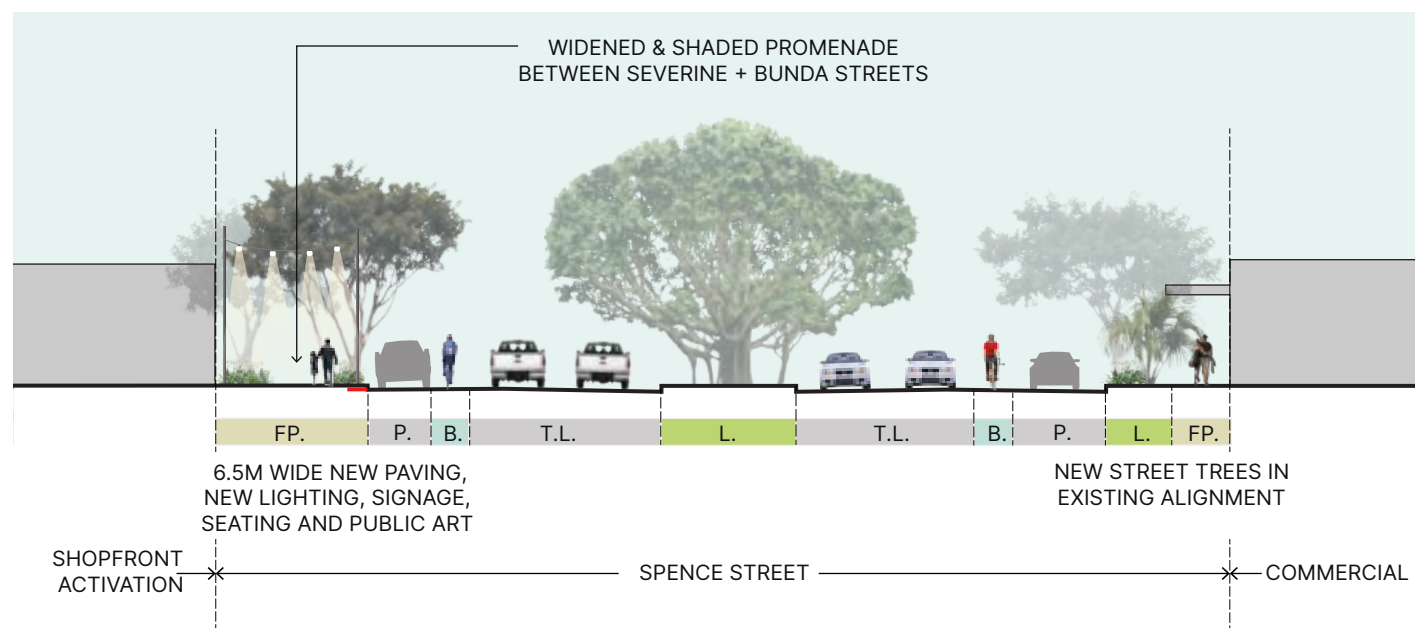 WIDENED & SHADED PROMENADE
BETWEEN SEVERINE + BUNDA STREETS
FP.
P.
B.
T.L.
L.
T.L.
B.
P.
L.
FP.
6.5M WIDE NEW PAVING,
NEW LIGHTING, SIGNAGE,
SEATING AND PUBLIC ART
NEW STREET TREES IN
EXISTING ALIGNMENT
SHOPFRONT
ACTIVATION
SPENCE STREET
COMMERCIAL